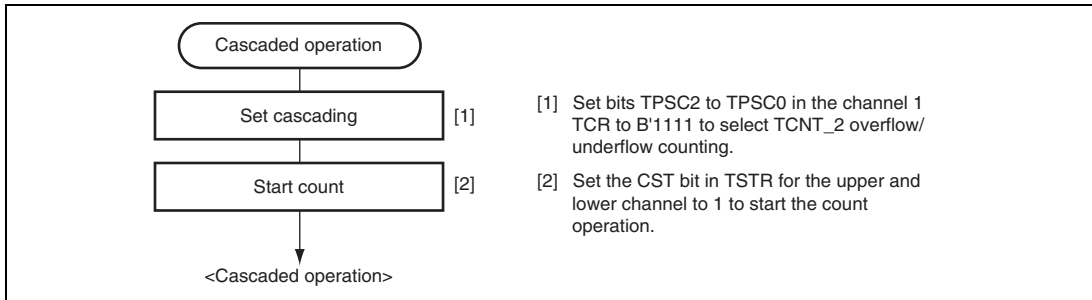 Cascaded operation
Set cascading
[1]
Start count
[2]
<Cascaded operation>
[1] Set bits TPSC2 to TPSC0 in the channel 1
TCR to B'1111 to select TCNT_2 overflow/
underflow counting.
[2] Set the CST bit in TSTR for the upper and
lower channel to 1 to start the count
operation.